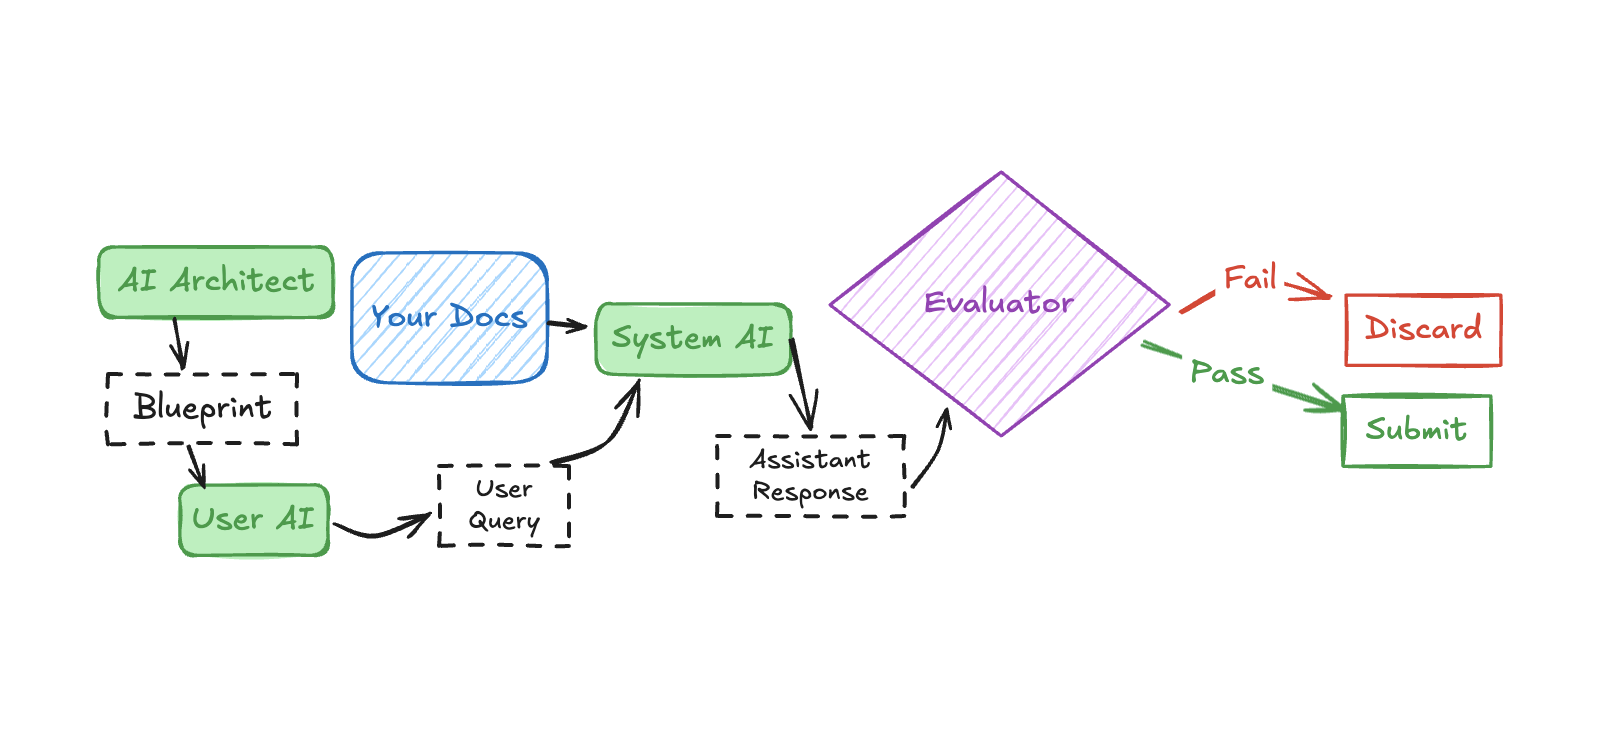 AI Architect
Your Docs
Blueprint
User AI
User
Query
System AI
Assistant
Response
Evaluator
Fail
Discard
Pass
Submit